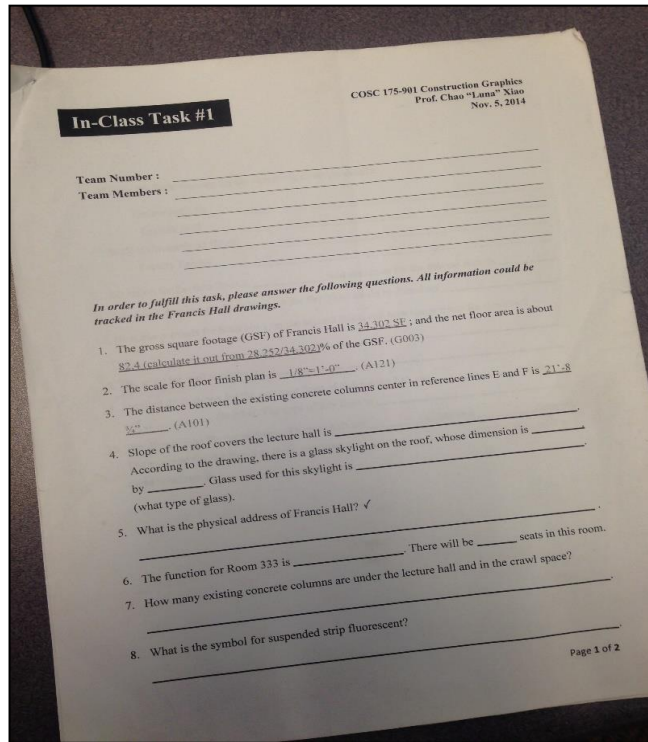 COSC 175-901 Construction Graphics
Prof. Chao “Luna” Xiao
Nov. 5, 2014
In-Class Task #1
Team Number :
Team Members :
In order to fulfill this task, please answer the following questions. All information could be
tracked in the Francis Hall drawings.
1. The gross square footage (GSF) of Francis Hall is 34,302 SF ; and the net floor area is about
82.4 (calculate it out from 28,252/34,302)% of the GSF. (G003)
2. The scale for floor finish plan is 1/8”=1’-0” . (A121)
3. The distance between the existing concrete columns center in reference lines E and F is 21’-8
¾” . (A101)
4. Slope of the roof covers the lecture hall is .
According to the drawing, there is a glass skylight on the roof, whose dimension is
by . Glass used for this skylight is .
(what type of glass).
5. What is the physical address of Francis Hall? ✓
.
6. The function for Room 333 is . There will be seats in this room.
7. How many existing concrete columns are under the lecture hall and in the crawl space?
.
8. What is the symbol for suspended strip fluorescent?
.
Page 1 of 2